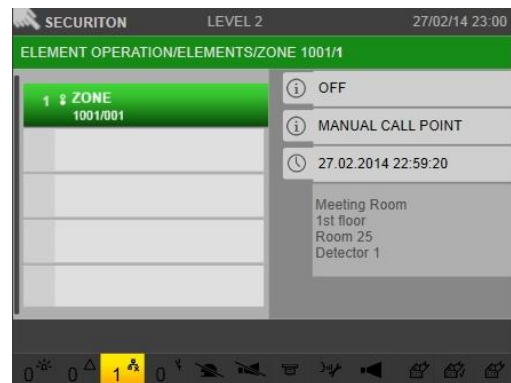 SECURITON LEVEL 2 27/02/14 23:00
ELEMENT OPERATION/ELEMENTS/ZONE 1001/1
1 ZONE
1001/001
OFF
MANUAL CALL POINT
27.02.2014 22:59:20
Meeting Room
1st floor
Room 25
Detector 1
0 0 1 0